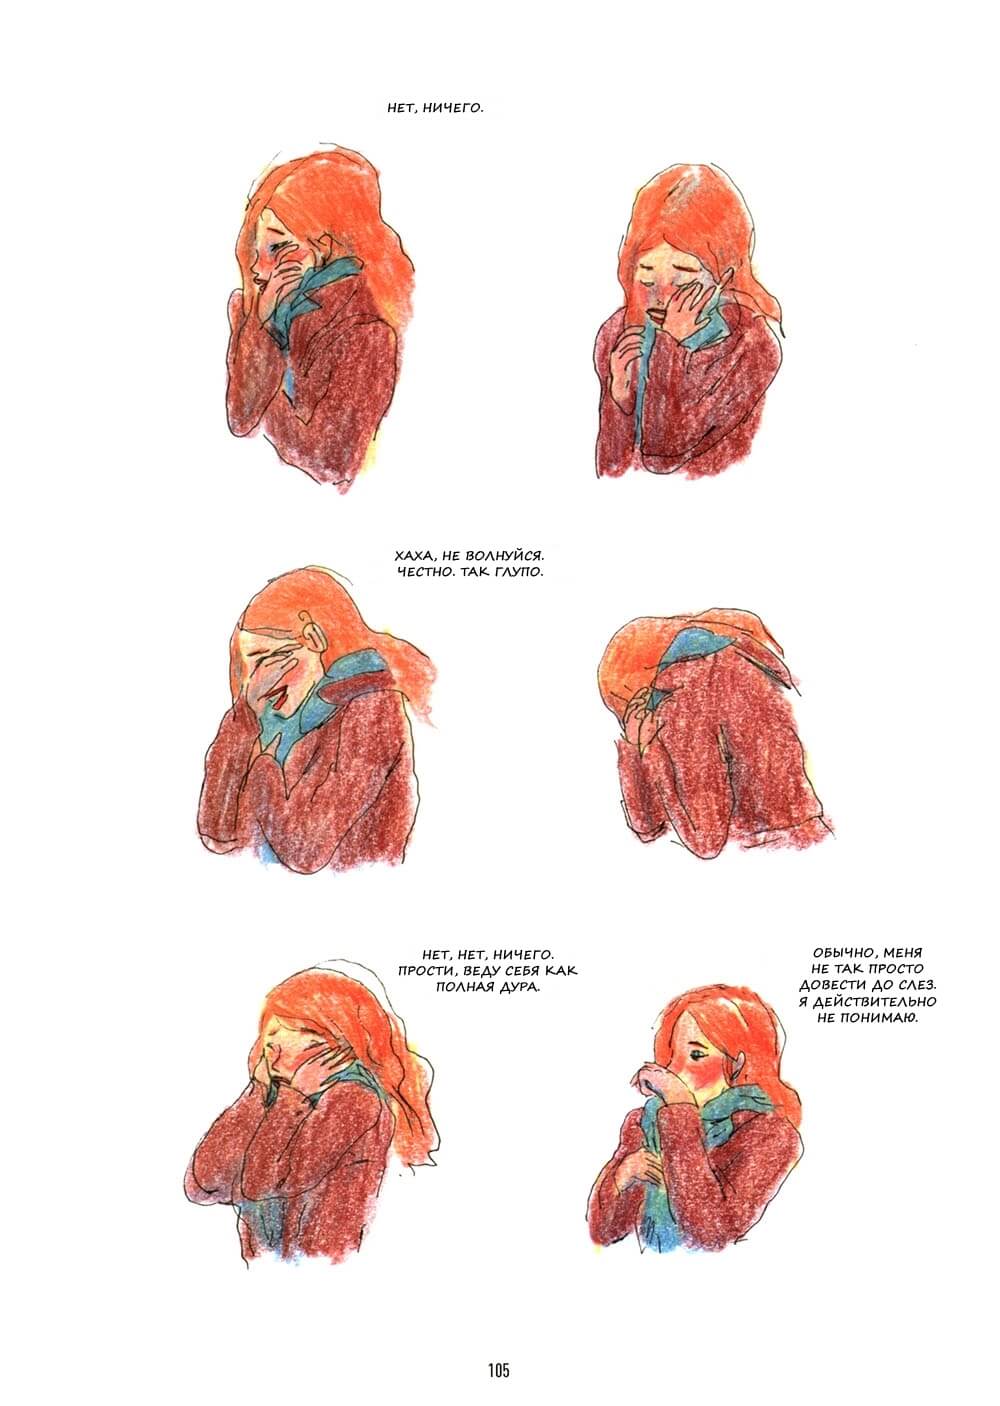 НЕТ, НИЧЕГО.
ХАХА, НЕ ВОЛНУЙСЯ.
ЧЕСТНО. ТАК ГЛУПО.
НЕТ, НЕТ, НИЧЕГО.
ПРОСТИ, ВЕДУ СЕБЯ КАК
ПОЛНАЯ ДУРА.
ОБЫЧНО, МЕНЯ
НЕ ТАК ПРОСТО
ДОВЕСТИ ДО СЛЕЗ.
Я ДЕЙСТВИТЕЛЬНО
НЕ ПОНИМАЮ.
105